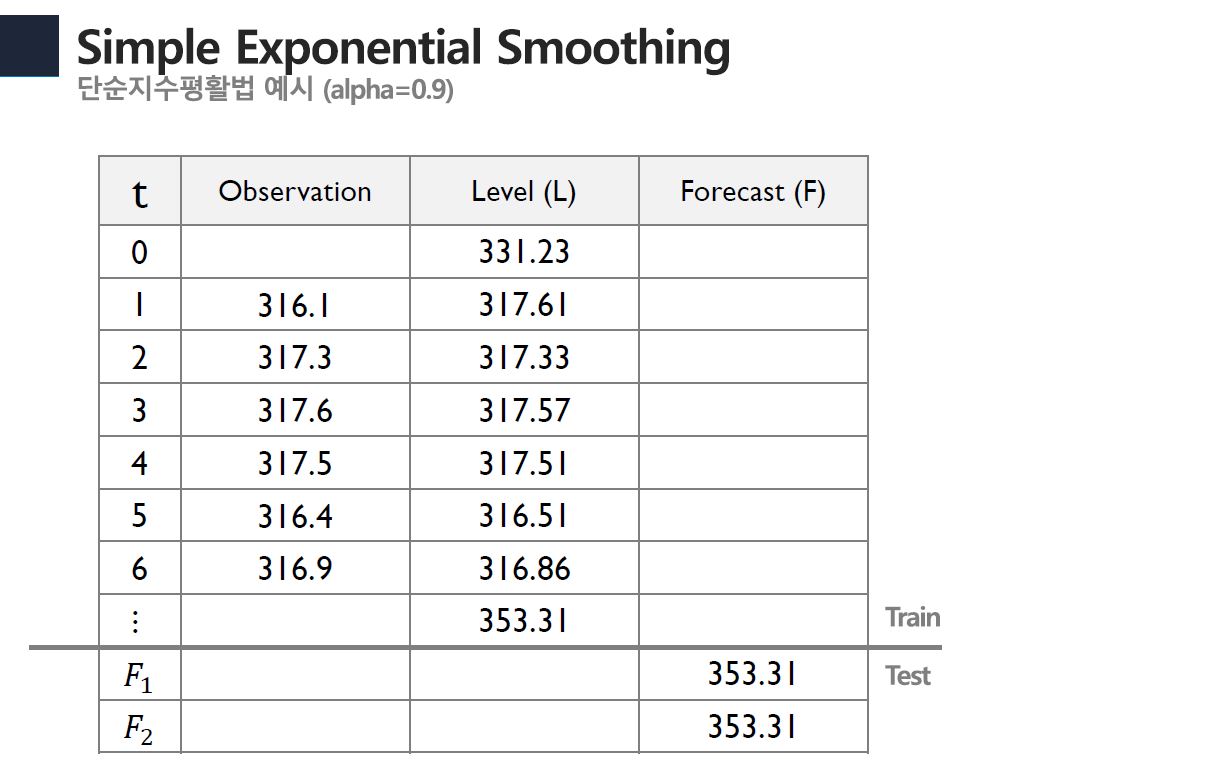 Simple Exponential Smoothing
단순지수평활법 예시 (alpha=0.9)
t Observation Level (L) Forecast (F)
0 331.23
1 316.1 317.61
2 317.3 317.33
3 317.6 317.57
4 317.5 317.51
5 316.4 316.51
6 316.9 316.86
⋮ 353.31
Train
F₁ 353.31
Test
F₂ 353.31